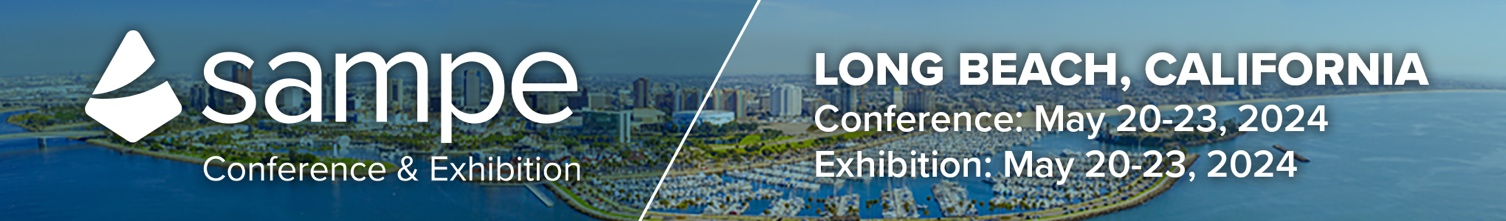 sampe
Conference & Exhibition
LONG BEACH, CALIFORNIA
Conference: May 20-23, 2024
Exhibition: May 20-23, 2024